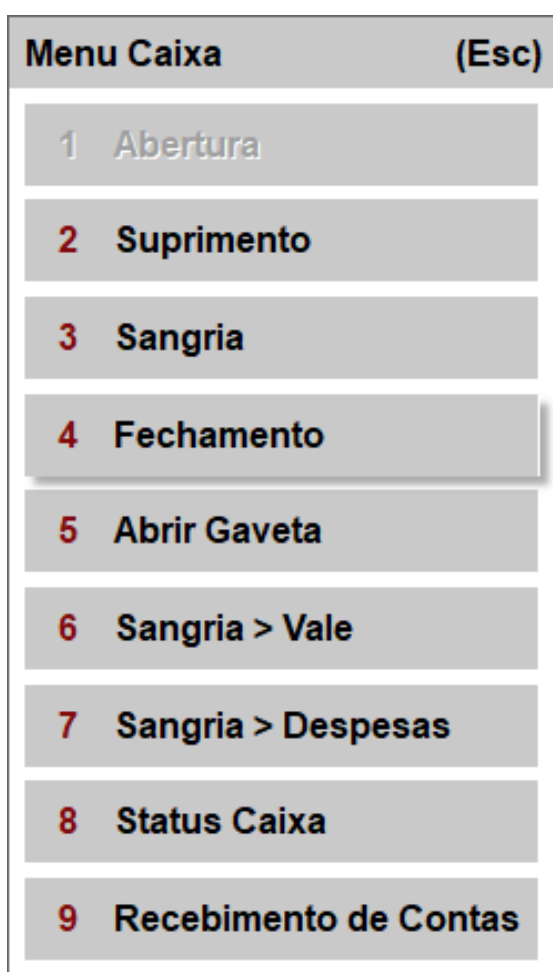 Menu Caixa (Esc)
1 Abertura
2 Suprimento
3 Sangria
4 Fechamento
5 Abrir Gaveta
6 Sangria > Vale
7 Sangria > Despesas
8 Status Caixa
9 Recebimento de Contas